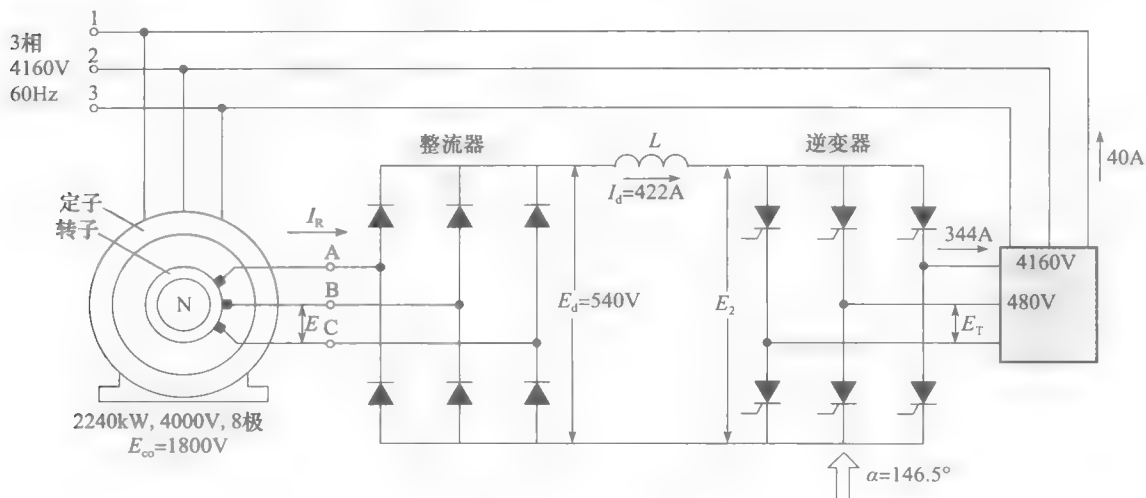 3相
4160V
60Hz
1
2
3
整流器
L
I_d=422A
逆变器
40A
定子
转子
I_R
A
B
C
N
E
E_d=540V
E_2
344A
4160V
480V
E_T
2240kW, 4000V, 8极
E_co=1800V
α=146.5°